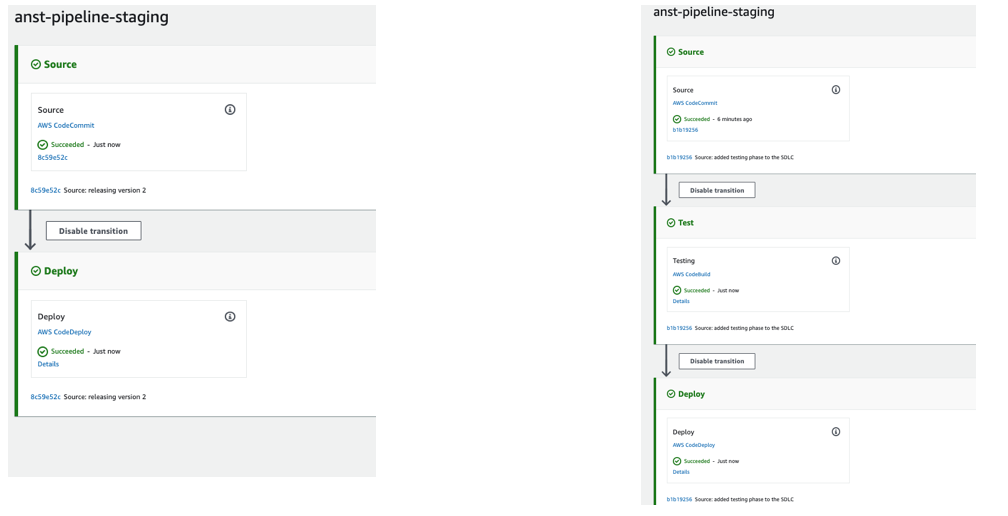 anst-pipeline-staging
Source
Source
AWS CodeCommit
Succeeded - Just now
8c59e52c
8c59e52c Source: releasing version 2
Disable transition
Deploy
Deploy
AWS CodeDeploy
Succeeded - Just now
Details
8c59e52c Source: releasing version 2
anst-pipeline-staging
Source
Source
AWS CodeCommit
Succeeded - 6 minutes ago
b1b19256
b1b19256 Source: added testing phase to the SDLC
Disable transition
Test
Testing
AWS CodeBuild
Succeeded - Just now
Details
b1b19256 Source: added testing phase to the SDLC
Disable transition
Deploy
Deploy
AWS CodeDeploy
Succeeded - Just now
Details
b1b19256 Source: added testing phase to the SDLC